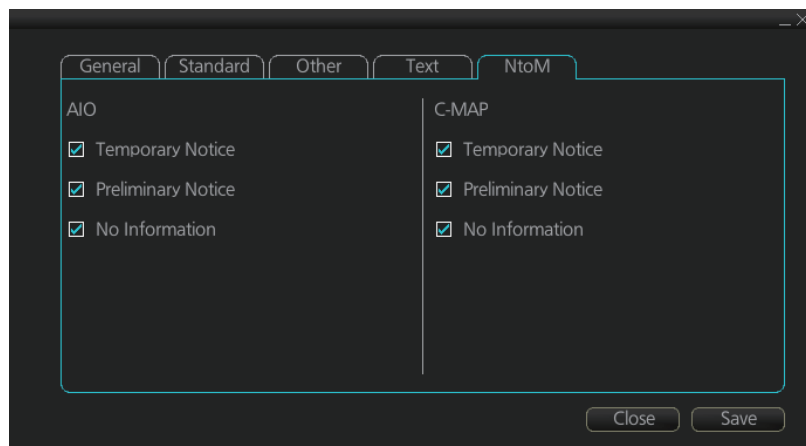 General Standard Other Text NtoM
AIO
Temporary Notice
Preliminary Notice
No Information
C-MAP
Temporary Notice
Preliminary Notice
No Information
Close Save